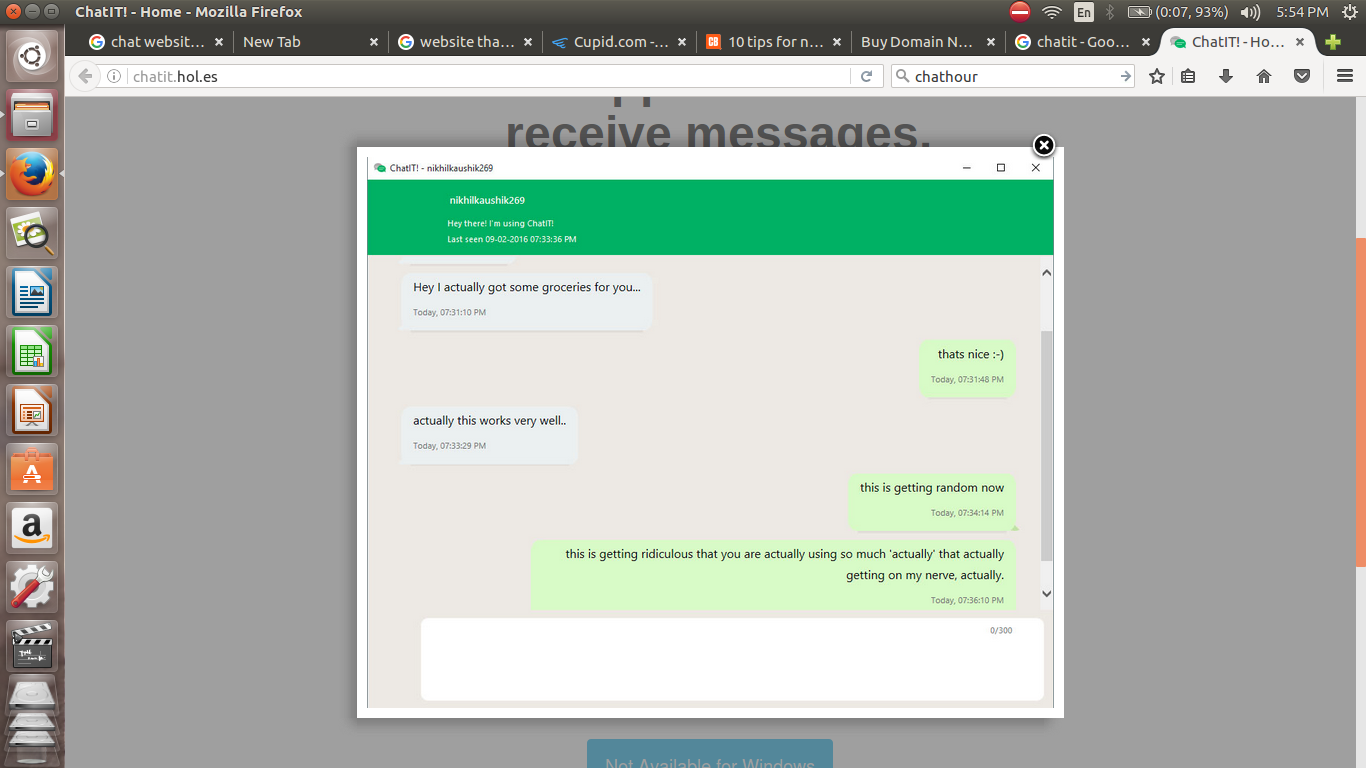 ChatIT! - Home - Mozilla Firefox
En
(0:07, 93%)
5:54 PM
chat websit...
New Tab
website tha...
Cupid.com -...
10 tips for n...
Buy Domain N...
chatit - Goo...
ChatIT! - Ho...
chatit.hol.es
chathour
receive messages.
ChatIT! - nikhilkaushik269
nikhilkaushik269
Hey there! I'm using ChatIT!
Last seen 09-02-2016 07:33:36 PM
Hey I actually got some groceries for you...
Today, 07:31:10 PM
thats nice :-)
Today, 07:31:48 PM
actually this works very well..
Today, 07:33:29 PM
this is getting random now
Today, 07:34:14 PM
this is getting ridiculous that you are actually using so much 'actually' that actually
getting on my nerve, actually.
Today, 07:36:10 PM
0/300
Not Available for Windows